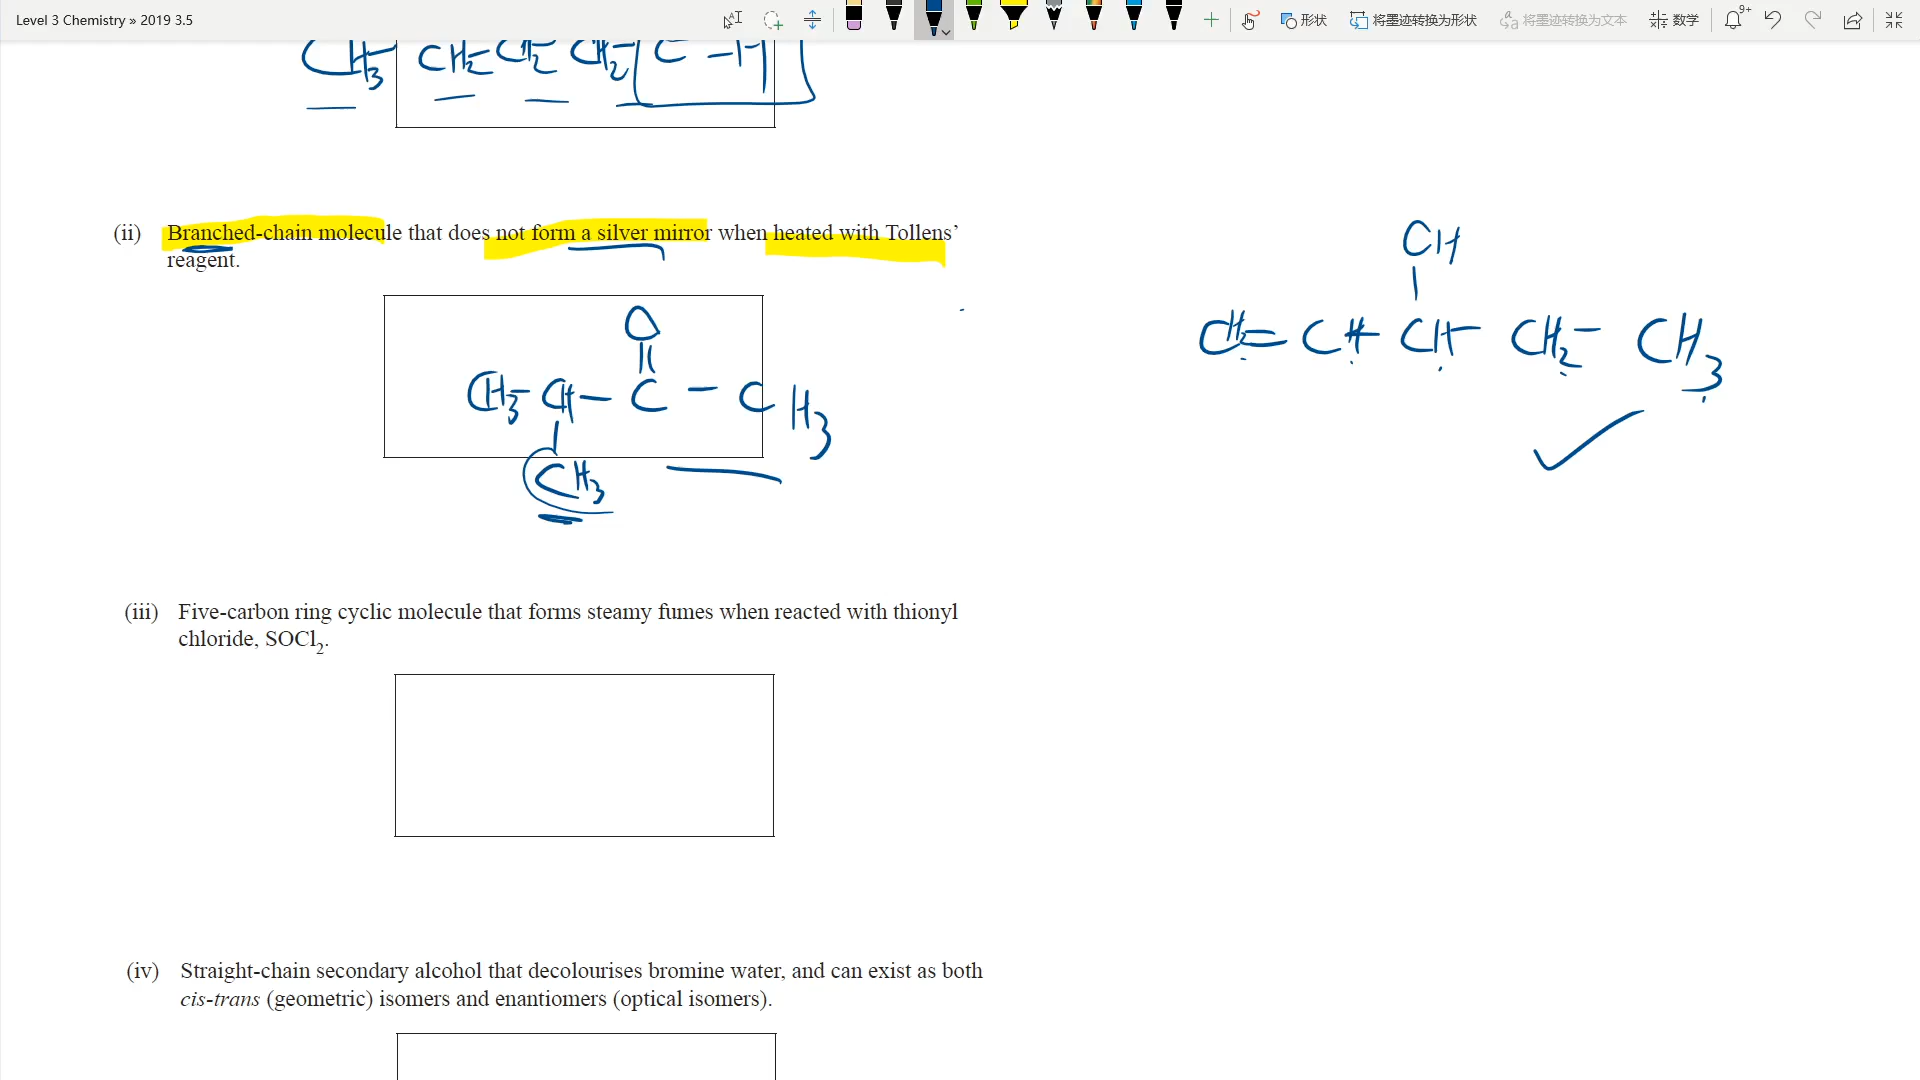 Level 3 Chemistry » 2019 3.5
形状 将墨迹转换为形状 将墨迹转换为文本 数学 9+
CH3 CH2 CH2 CH2 C - H
(ii) Branched-chain molecule that does not form a silver mirror when heated with Tollens’
reagent.
CH
CH2 = CH - CH - CH2 - CH3
O
CH3 - CH - C - CH3
CH3
(iii) Five-carbon ring cyclic molecule that forms steamy fumes when reacted with thionyl
chloride, SOCl2.
(iv) Straight-chain secondary alcohol that decolourises bromine water, and can exist as both
cis-trans (geometric) isomers and enantiomers (optical isomers).